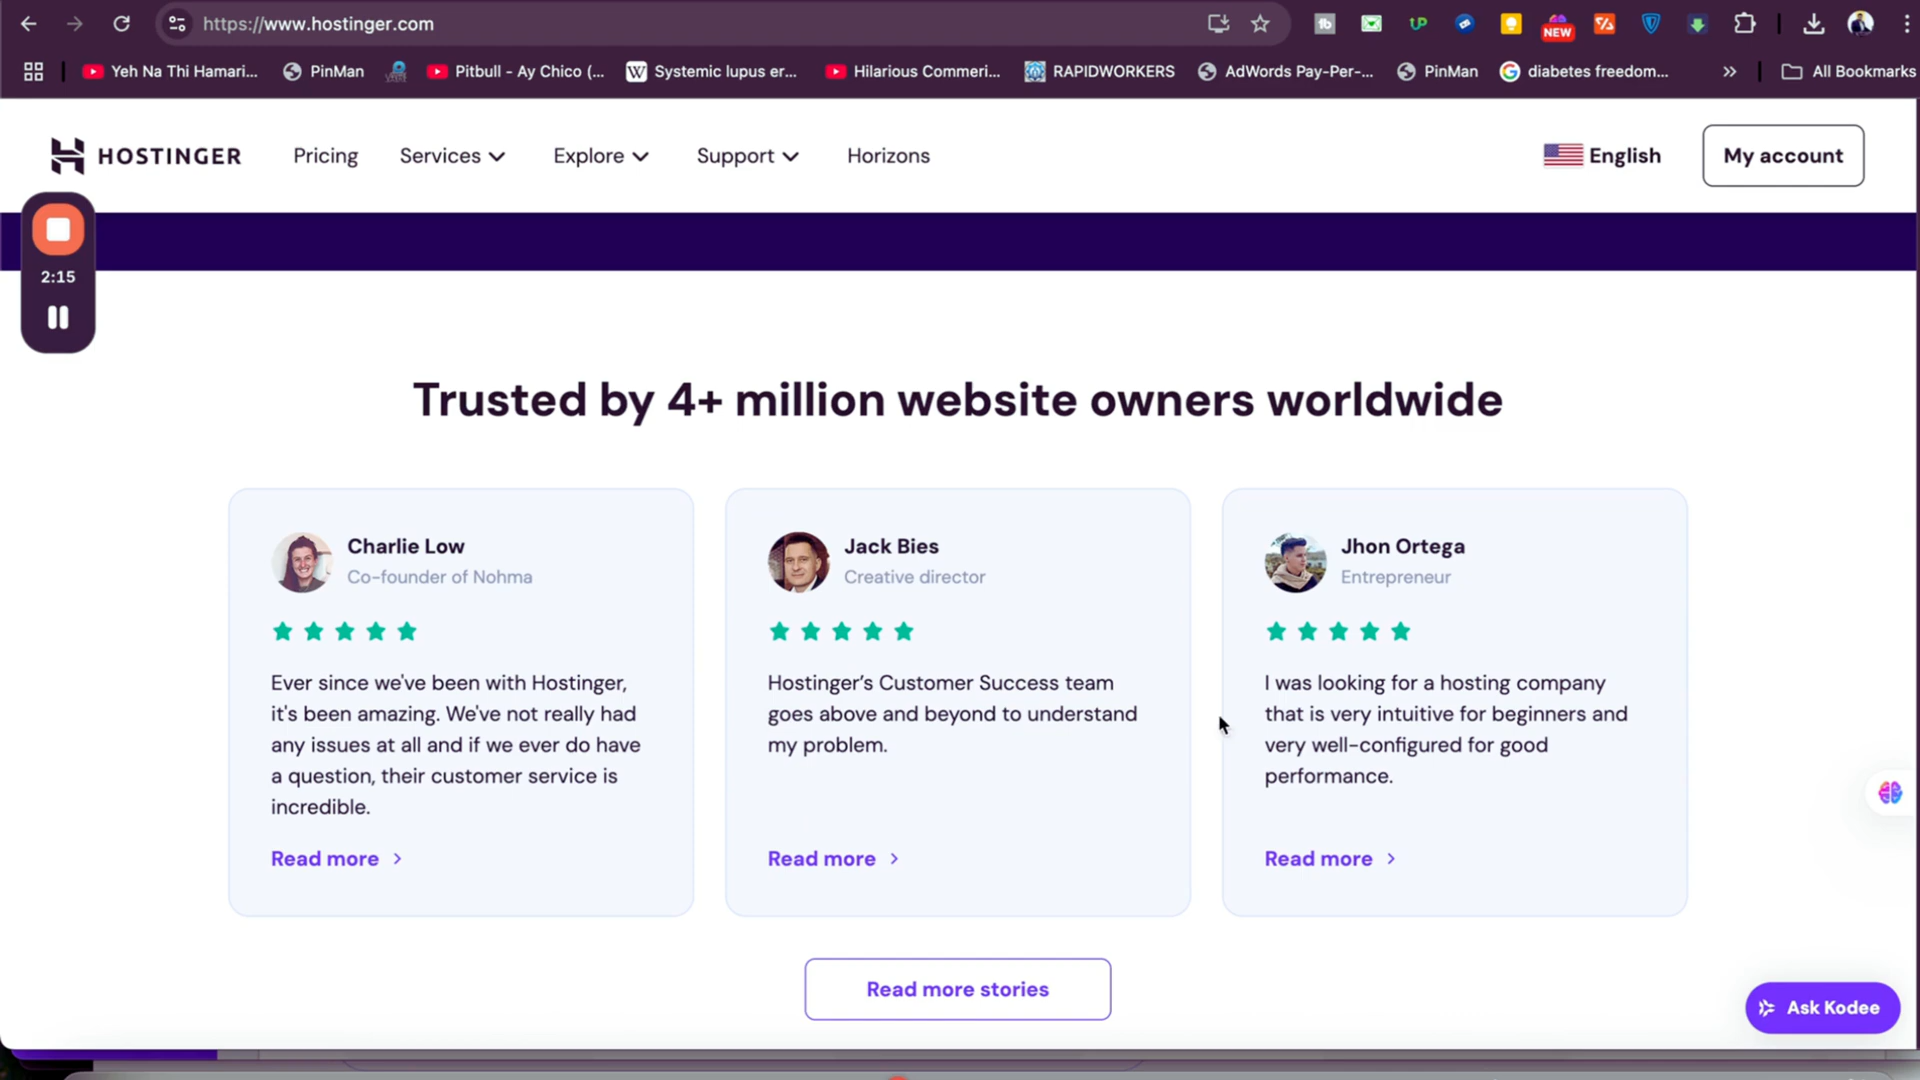 https://www.hostinger.com
NEW
Yeh Na Thi Hamari...
PinMan
Pitbull - Ay Chico (...
Systemic lupus er...
Hilarious Commeri...
RAPIDWORKERS
AdWords Pay-Per-...
PinMan
diabetes freedom...
All Bookmarks
HOSTINGER
Pricing
Services
Explore
Support
Horizons
English
My account
2:15
Trusted by 4+ million website owners worldwide
Charlie Low
Co-founder of Nohma
Ever since we've been with Hostinger,
it's been amazing. We've not really had
any issues at all and if we ever do have
a question, their customer service is
incredible.
Read more
Jack Bies
Creative director
Hostinger's Customer Success team
goes above and beyond to understand
my problem.
Read more
Jhon Ortega
Entrepreneur
I was looking for a hosting company
that is very intuitive for beginners and
very well-configured for good
performance.
Read more
Read more stories
Ask Kodee